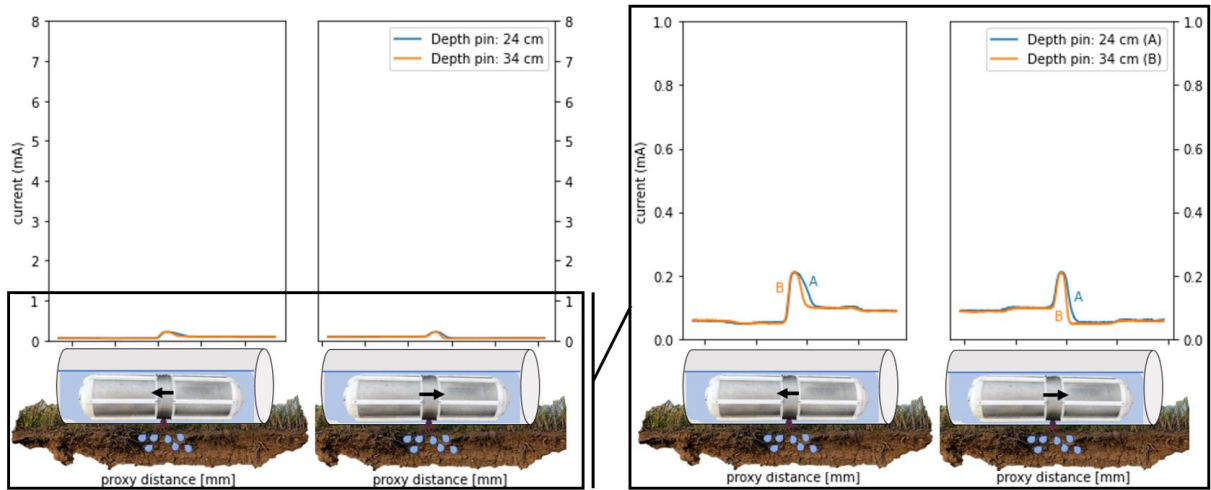 8
7
6
5
4
3
2
1
0
current (mA)
8
7
6
5
4
3
2
1
0
Depth pin: 24 cm
Depth pin: 34 cm
proxy distance [mm]
proxy distance [mm]
1.0
0.8
0.6
0.4
0.2
0.0
current (mA)
B
A
1.0
0.8
0.6
0.4
0.2
0.0
Depth pin: 24 cm (A)
Depth pin: 34 cm (B)
A
B
proxy distance [mm]
proxy distance [mm]